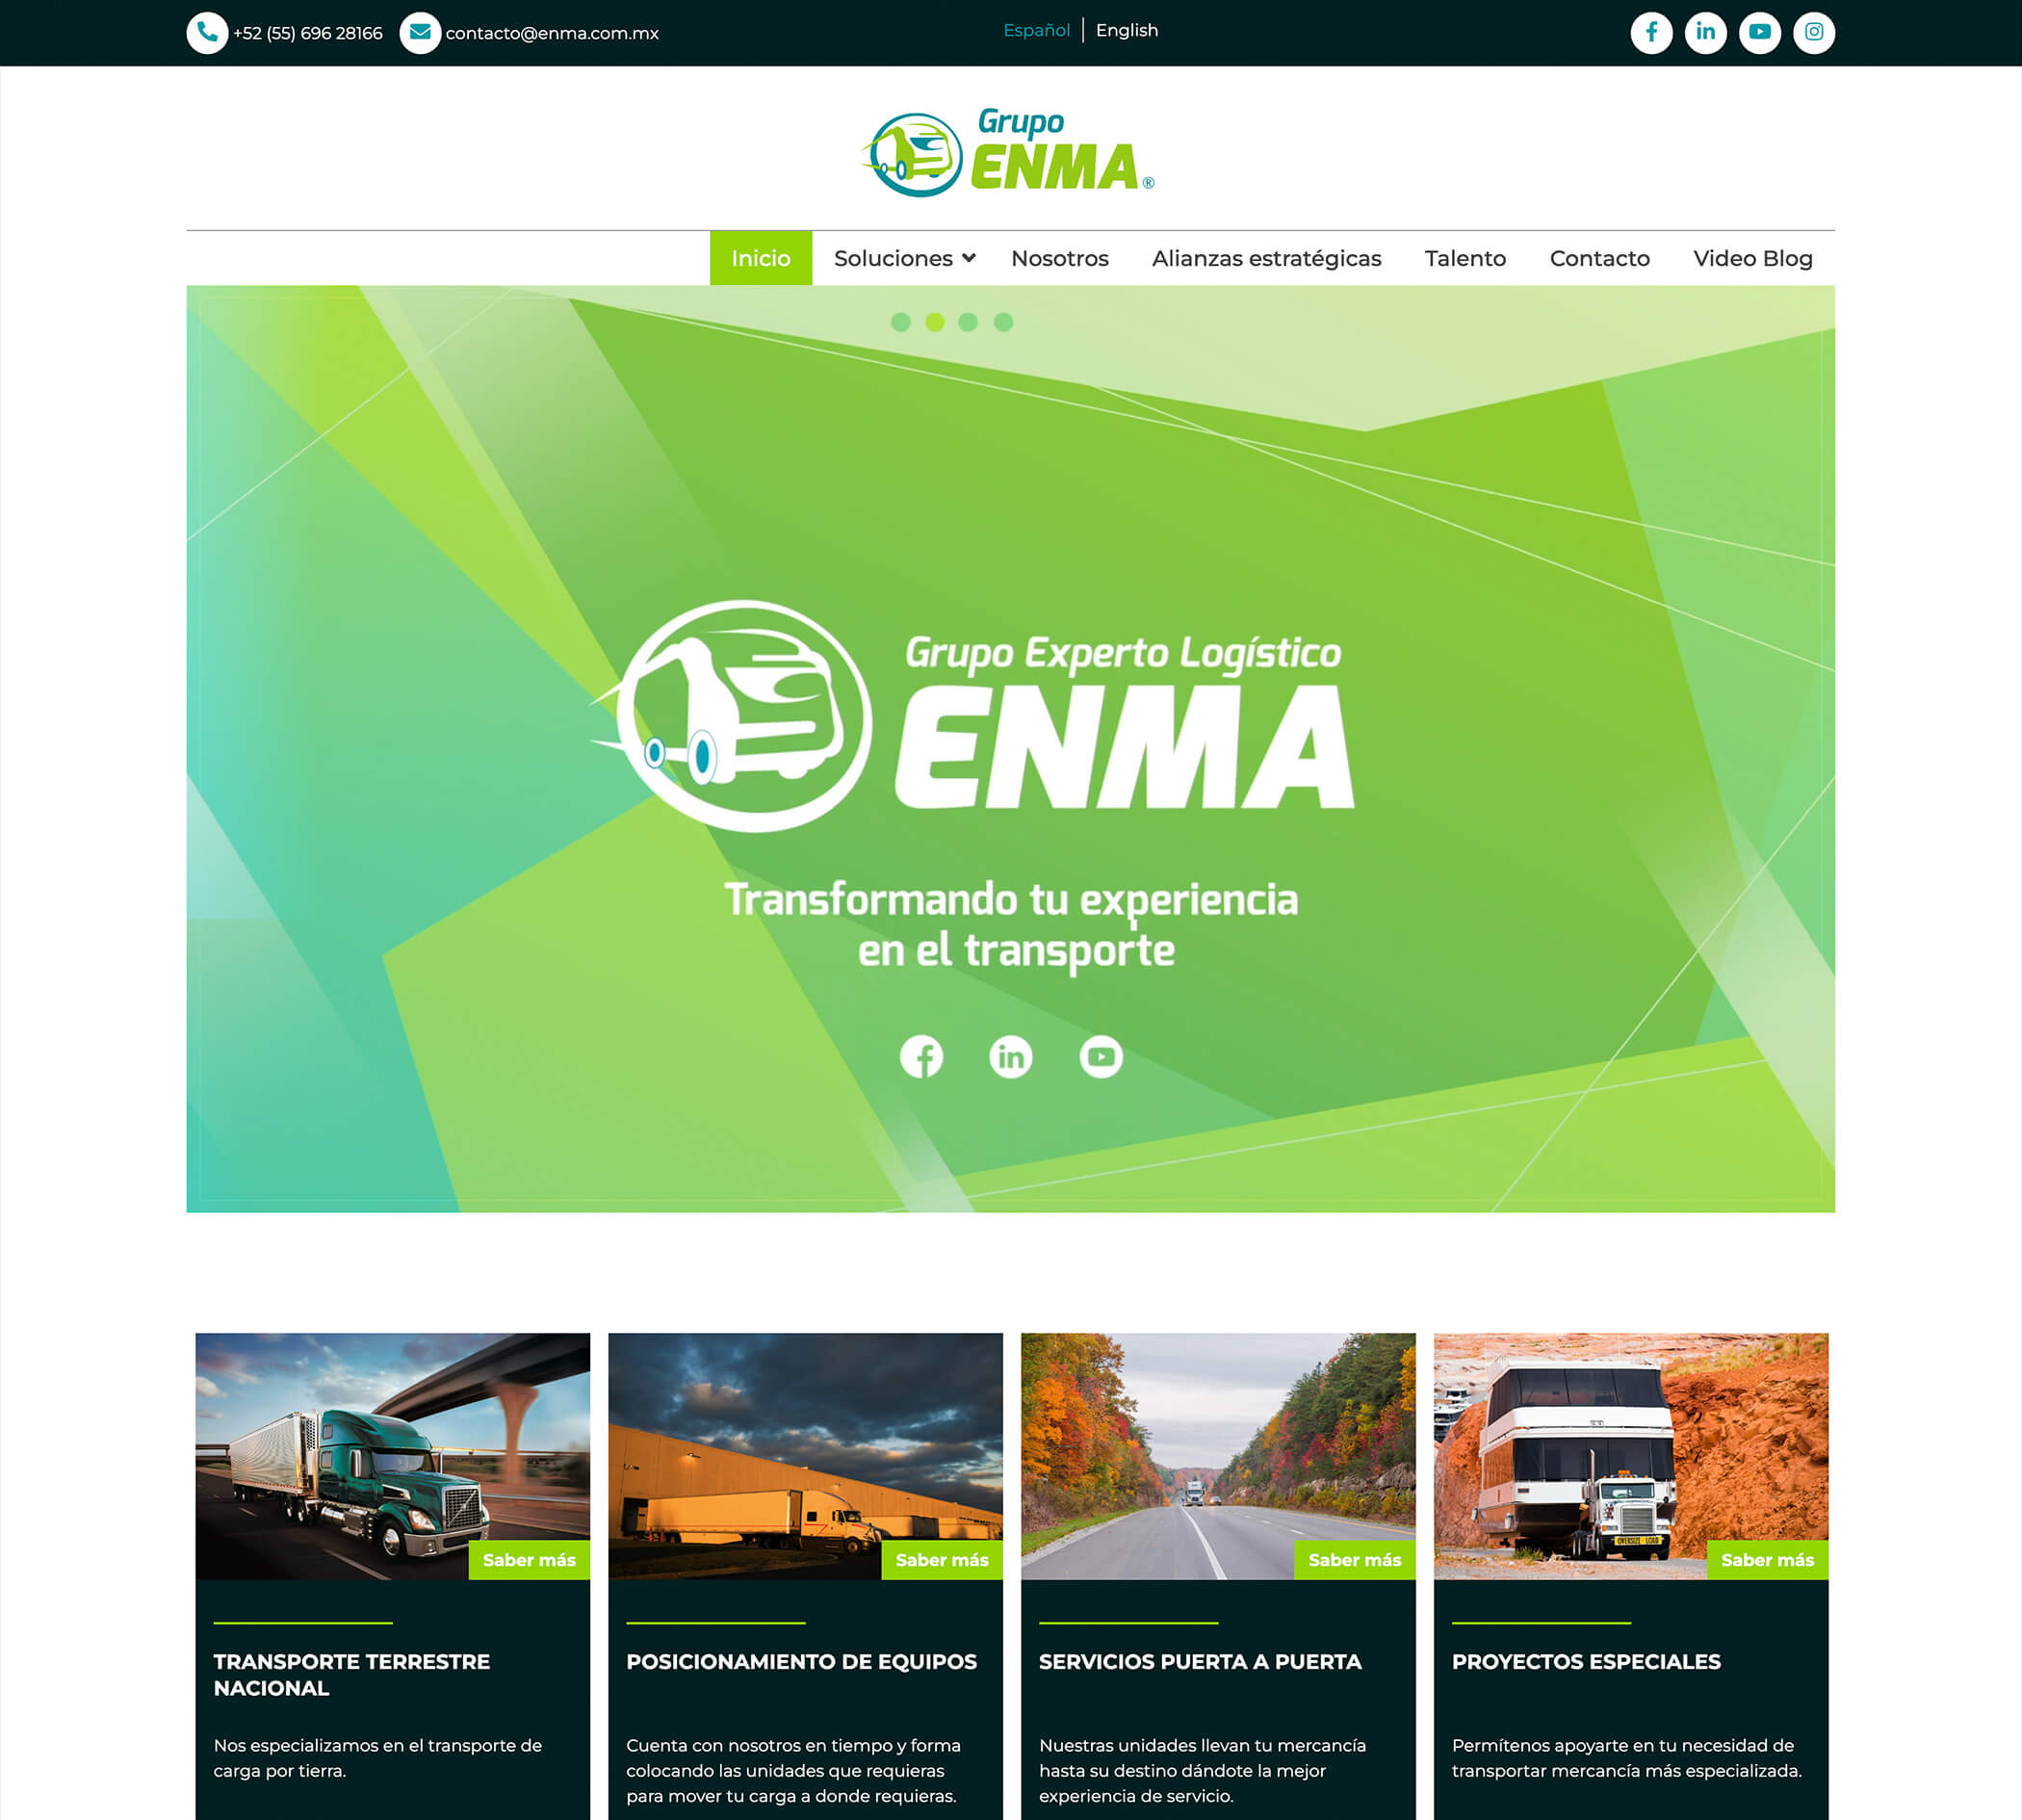 +52 (55) 696 28166
contacto@enma.com.mx
Español
English
Grupo
ENMA®
Inicio
Soluciones
Nosotros
Alianzas estratégicas
Talento
Contacto
Video Blog
Grupo Experto Logístico
ENMA
Transformando tu experiencia
en el transporte
Saber más
TRANSPORTE TERRESTRE
NACIONAL
Nos especializamos en el transporte de
carga por tierra.
Saber más
POSICIONAMIENTO DE EQUIPOS
Cuenta con nosotros en tiempo y forma
colocando las unidades que requieras
para mover tu carga a donde requieras.
Saber más
SERVICIOS PUERTA A PUERTA
Nuestras unidades llevan tu mercancía
hasta su destino dándote la mejor
experiencia de servicio.
OVERSIZE LOAD
Saber más
PROYECTOS ESPECIALES
Permítenos apoyarte en tu necesidad de
transportar mercancía más especializada.